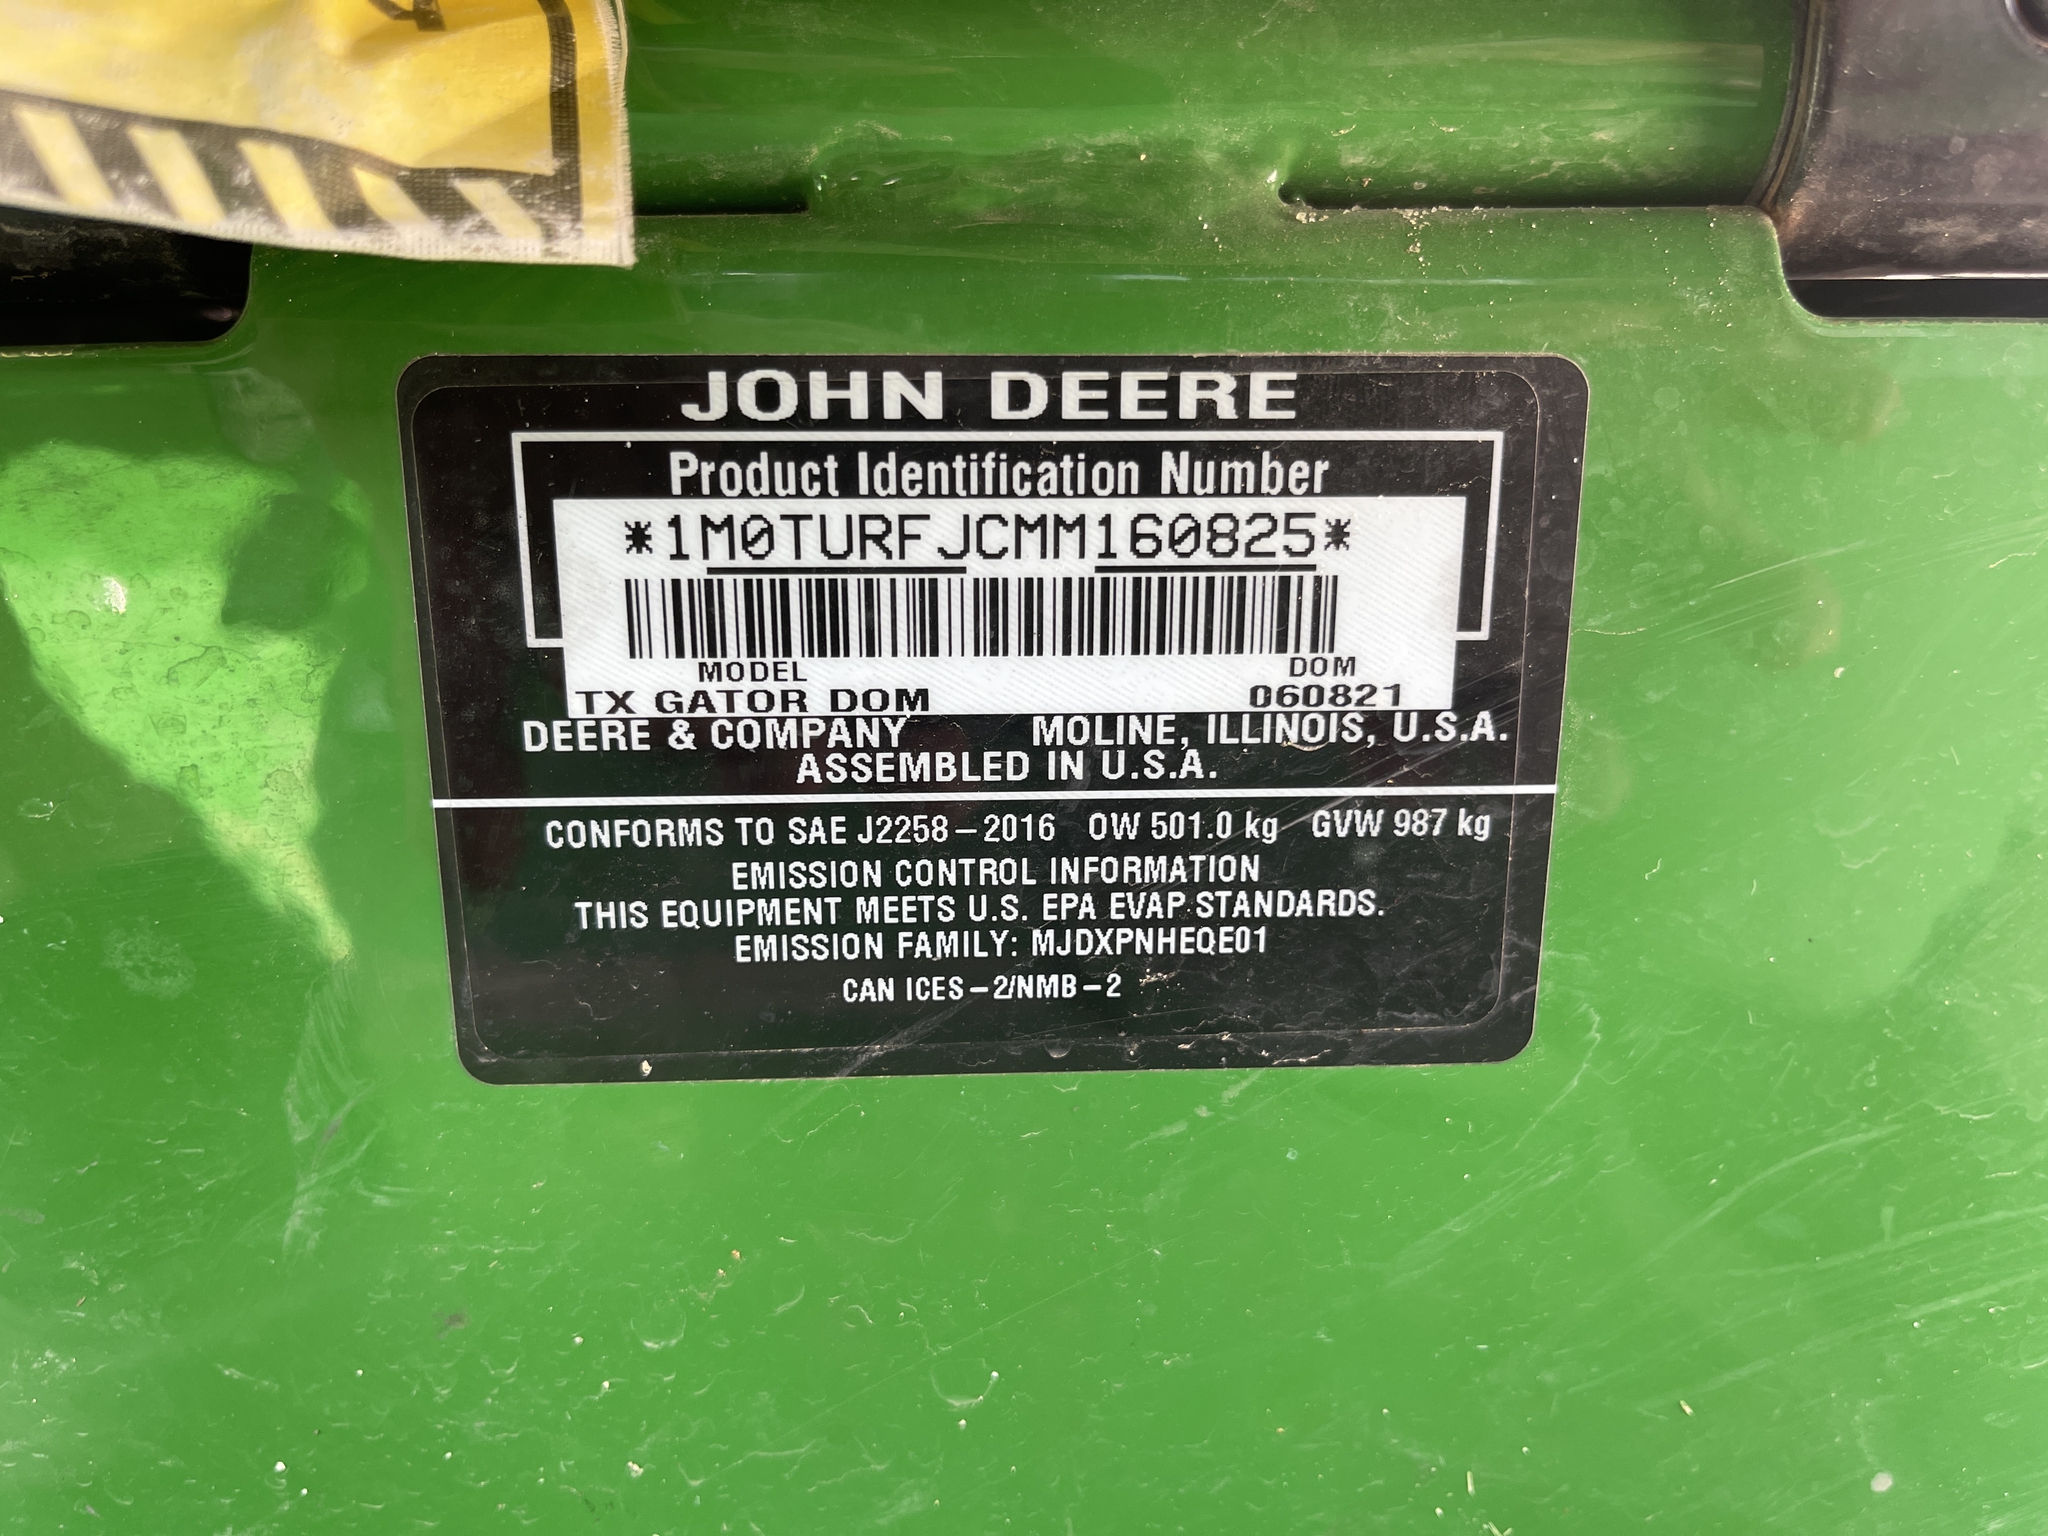 JOHN DEERE
Product Identification Number
*1M0TURFJCMM160825*
MODEL DOM
TX GATOR DOM 060821
DEERE & COMPANY MOLINE, ILLINOIS, U.S.A.
ASSEMBLED IN U.S.A.
CONFORMS TO SAE J2258-2016 OW 501.0 kg GVW 987 kg
EMISSION CONTROL INFORMATION
THIS EQUIPMENT MEETS U.S. EPA EVAP STANDARDS.
EMISSION FAMILY: MJDXPNHEQE01
CAN ICES-2/NMB-2